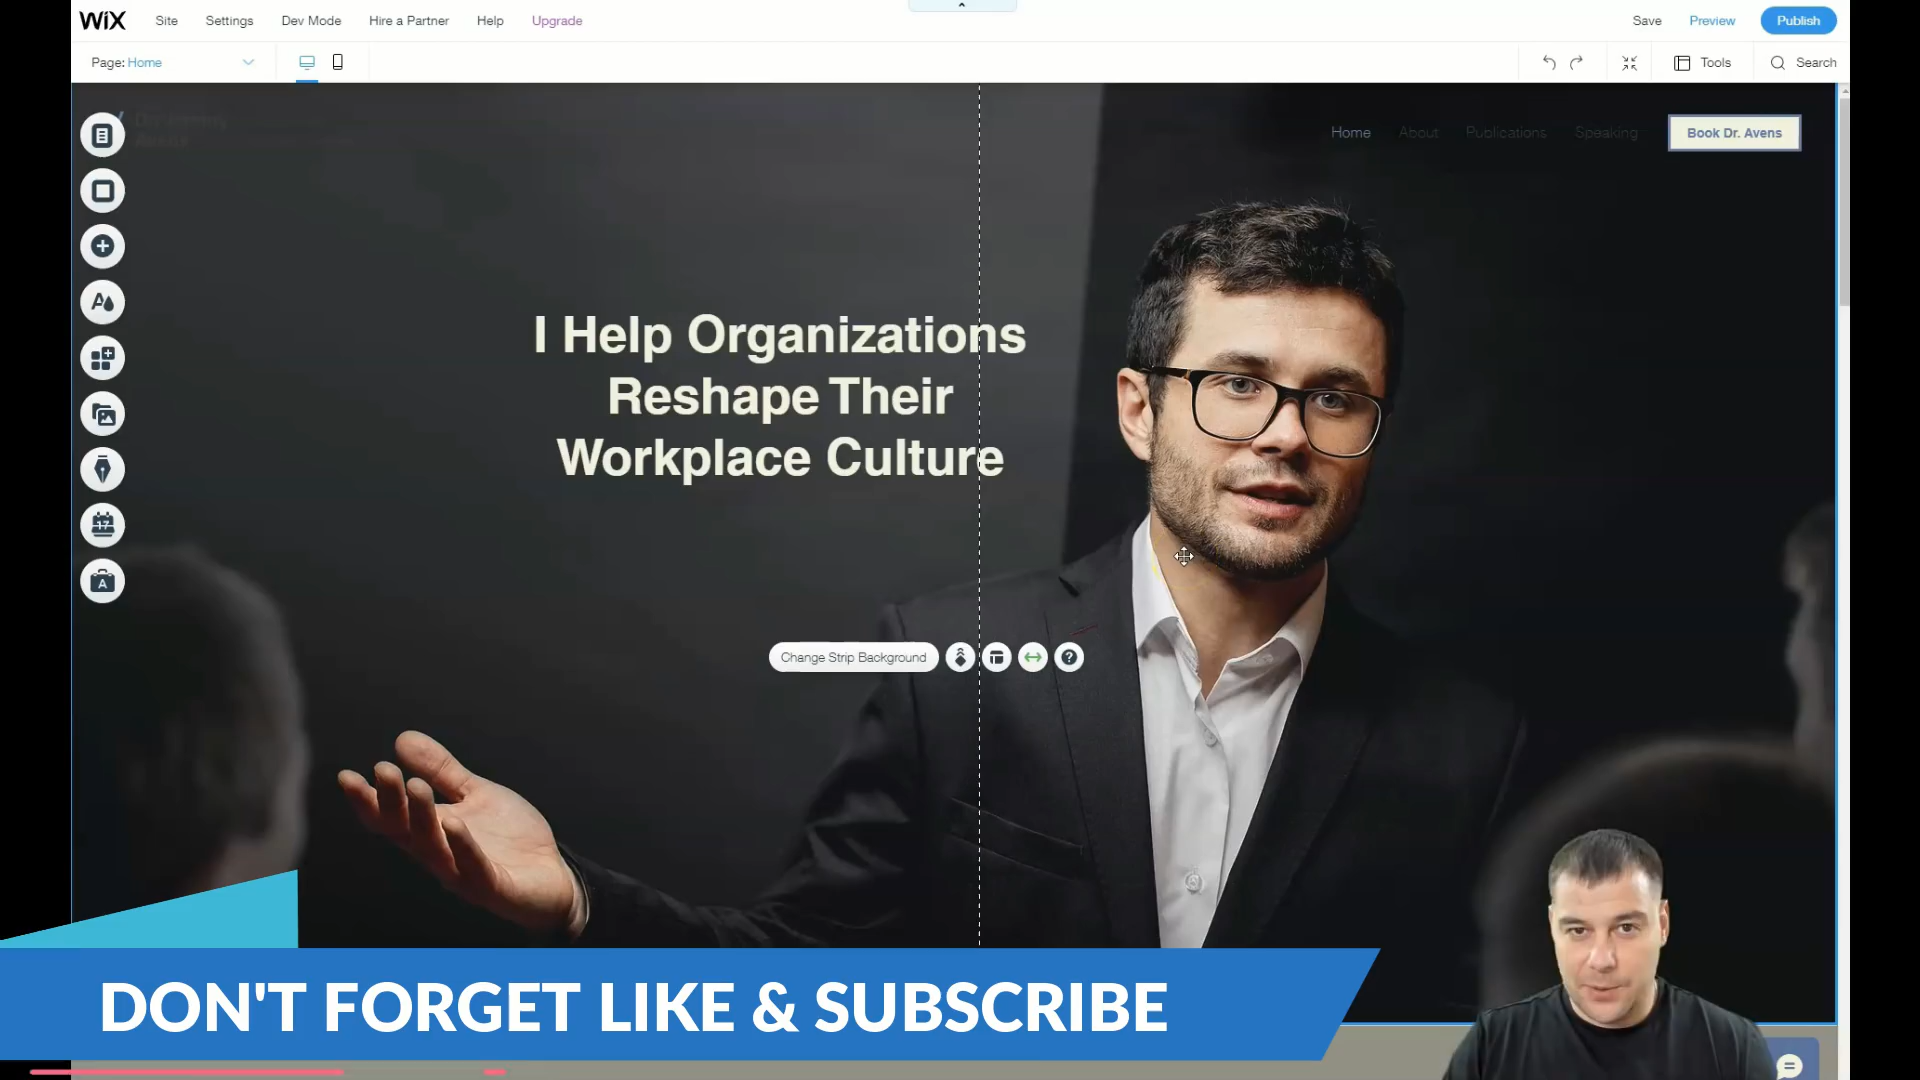 WiX Site Settings Dev Mode Hire a Partner Help Upgrade Save Preview Publish
Page: Home Tools Search
Home About Publications Speaking Book Dr. Avens
Avens
I Help Organizations
Reshape Their
Workplace Culture
Change Strip Background
DON'T FORGET LIKE & SUBSCRIBE